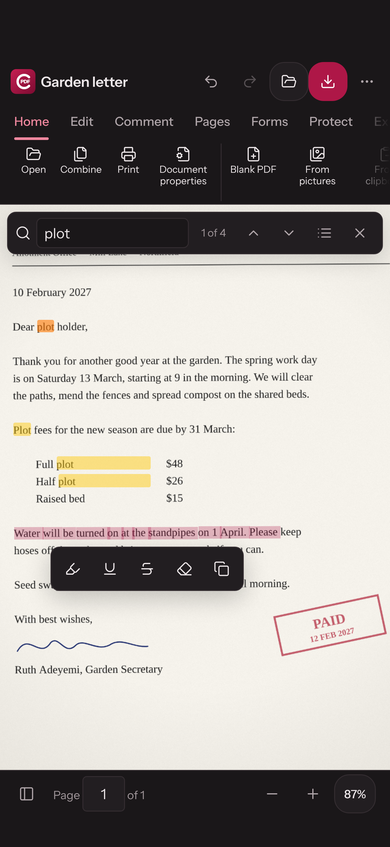 PDF
Garden letter
Home Edit Comment Pages Forms Protect Ex
Open
Combine
Print
Document properties
Blank PDF
From pictures
plot
1 of 4
10 February 2027
Dear plot holder,
Thank you for another good year at the garden. The spring work day
is on Saturday 13 March, starting at 9 in the morning. We will clear
the paths, mend the fences and spread compost on the shared beds.
Plot fees for the new season are due by 31 March:
Full plot $48
Half plot $26
Raised bed $15
Water will be turned on at the standpipes on 1 April. Please keep
hoses off can.
Seed morning.
With best wishes,
PAID
12 FEB 2027
Ruth Adeyemi, Garden Secretary
Page 1 of 1
87%